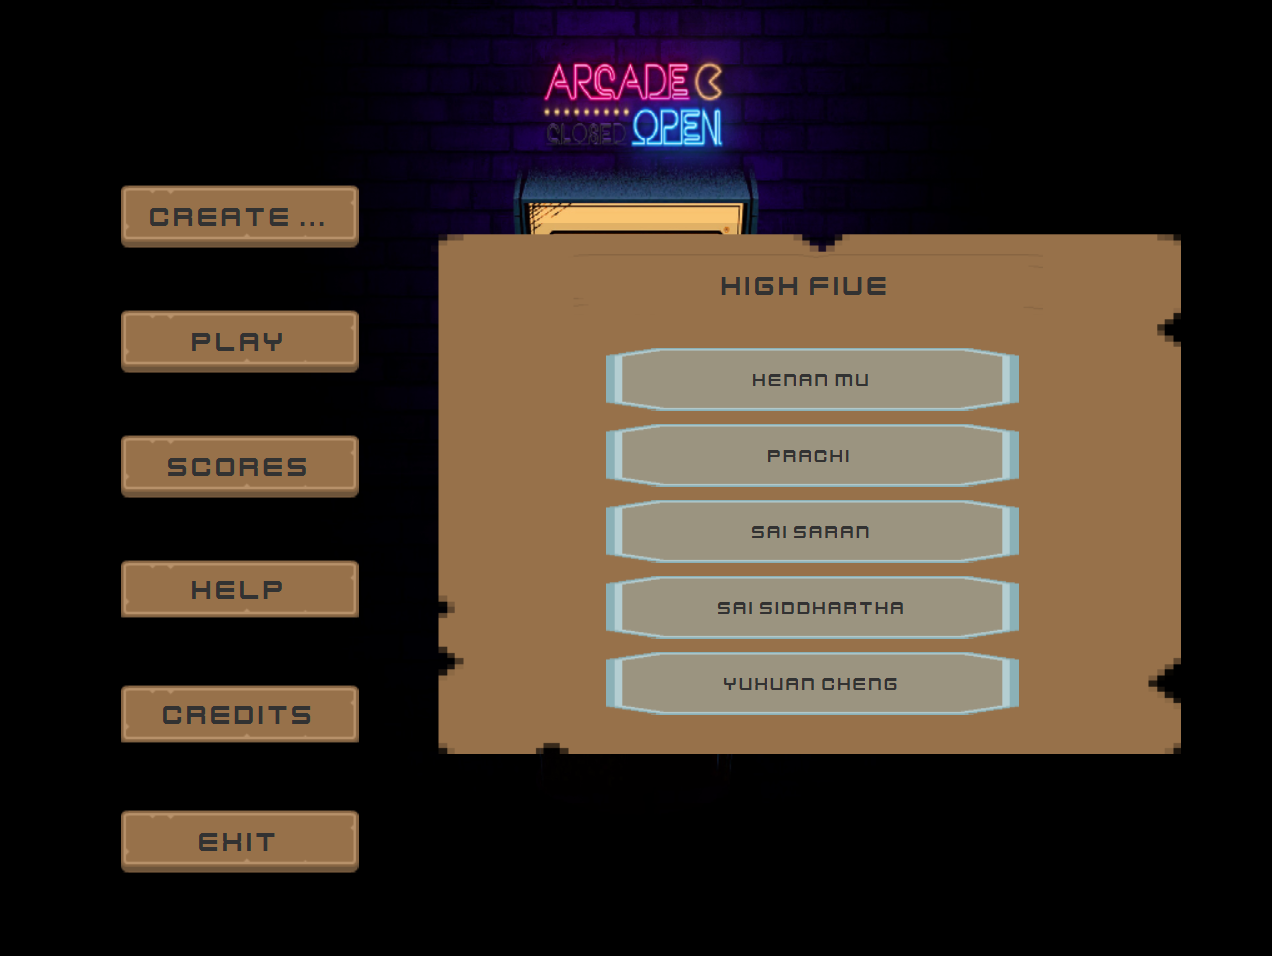 ARCADE
CLOSED OPEN
CREATE ...
PLAY
SCORES
HELP
CREDITS
EXIT
HIGH FIVE
HENAN MU
PRACHI
SAI SARAN
SAI SIDDHARTHA
YUHUAN CHENG